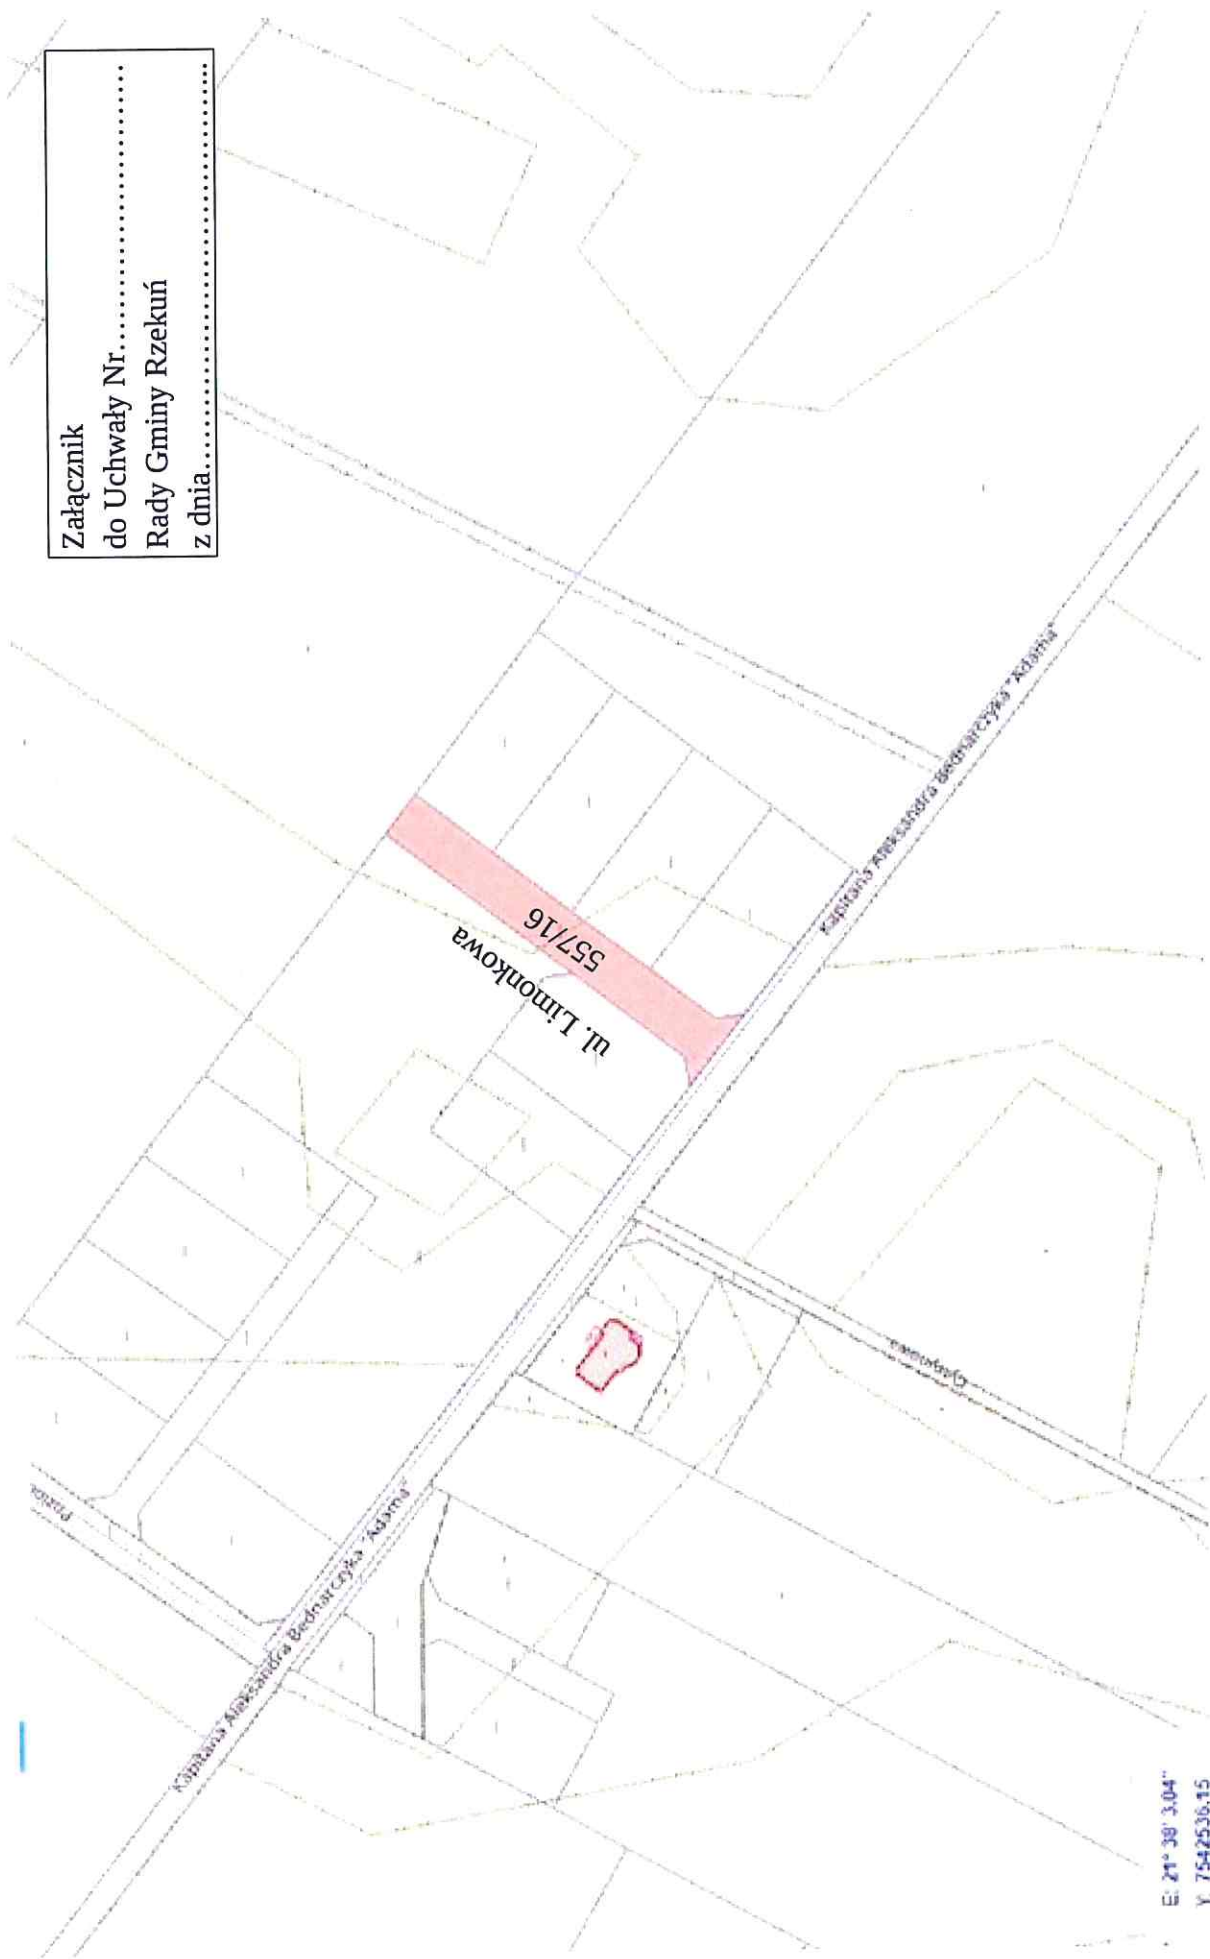 Załącznik
do Uchwały Nr....................................
Rady Gminy Rzekuń
z dnia....................................................
557/16
ul. Limonkowa
Kapitana Aleksandra Bednarczyka "Adama"
Kapitana Aleksandra Bednarczyka "Adama"
Cynamonowa
E: 21° 38' 3.04"
Y: 7542536.15